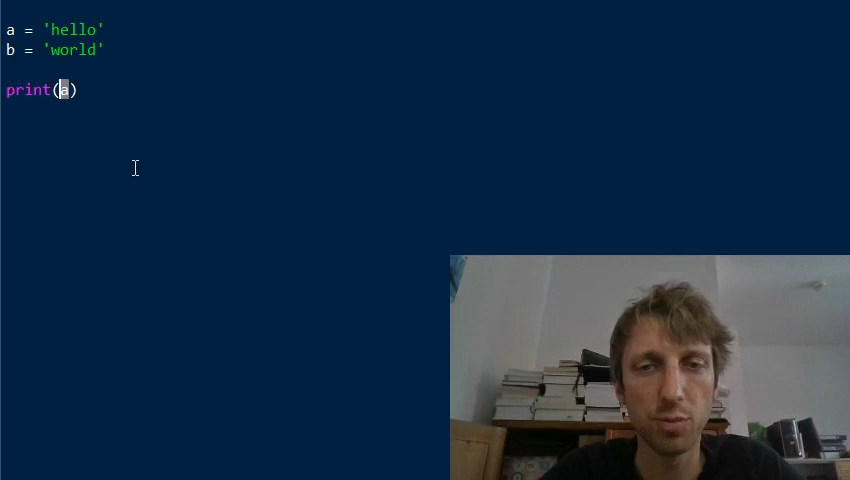 a = 'hello'
b = 'world'
print(a)